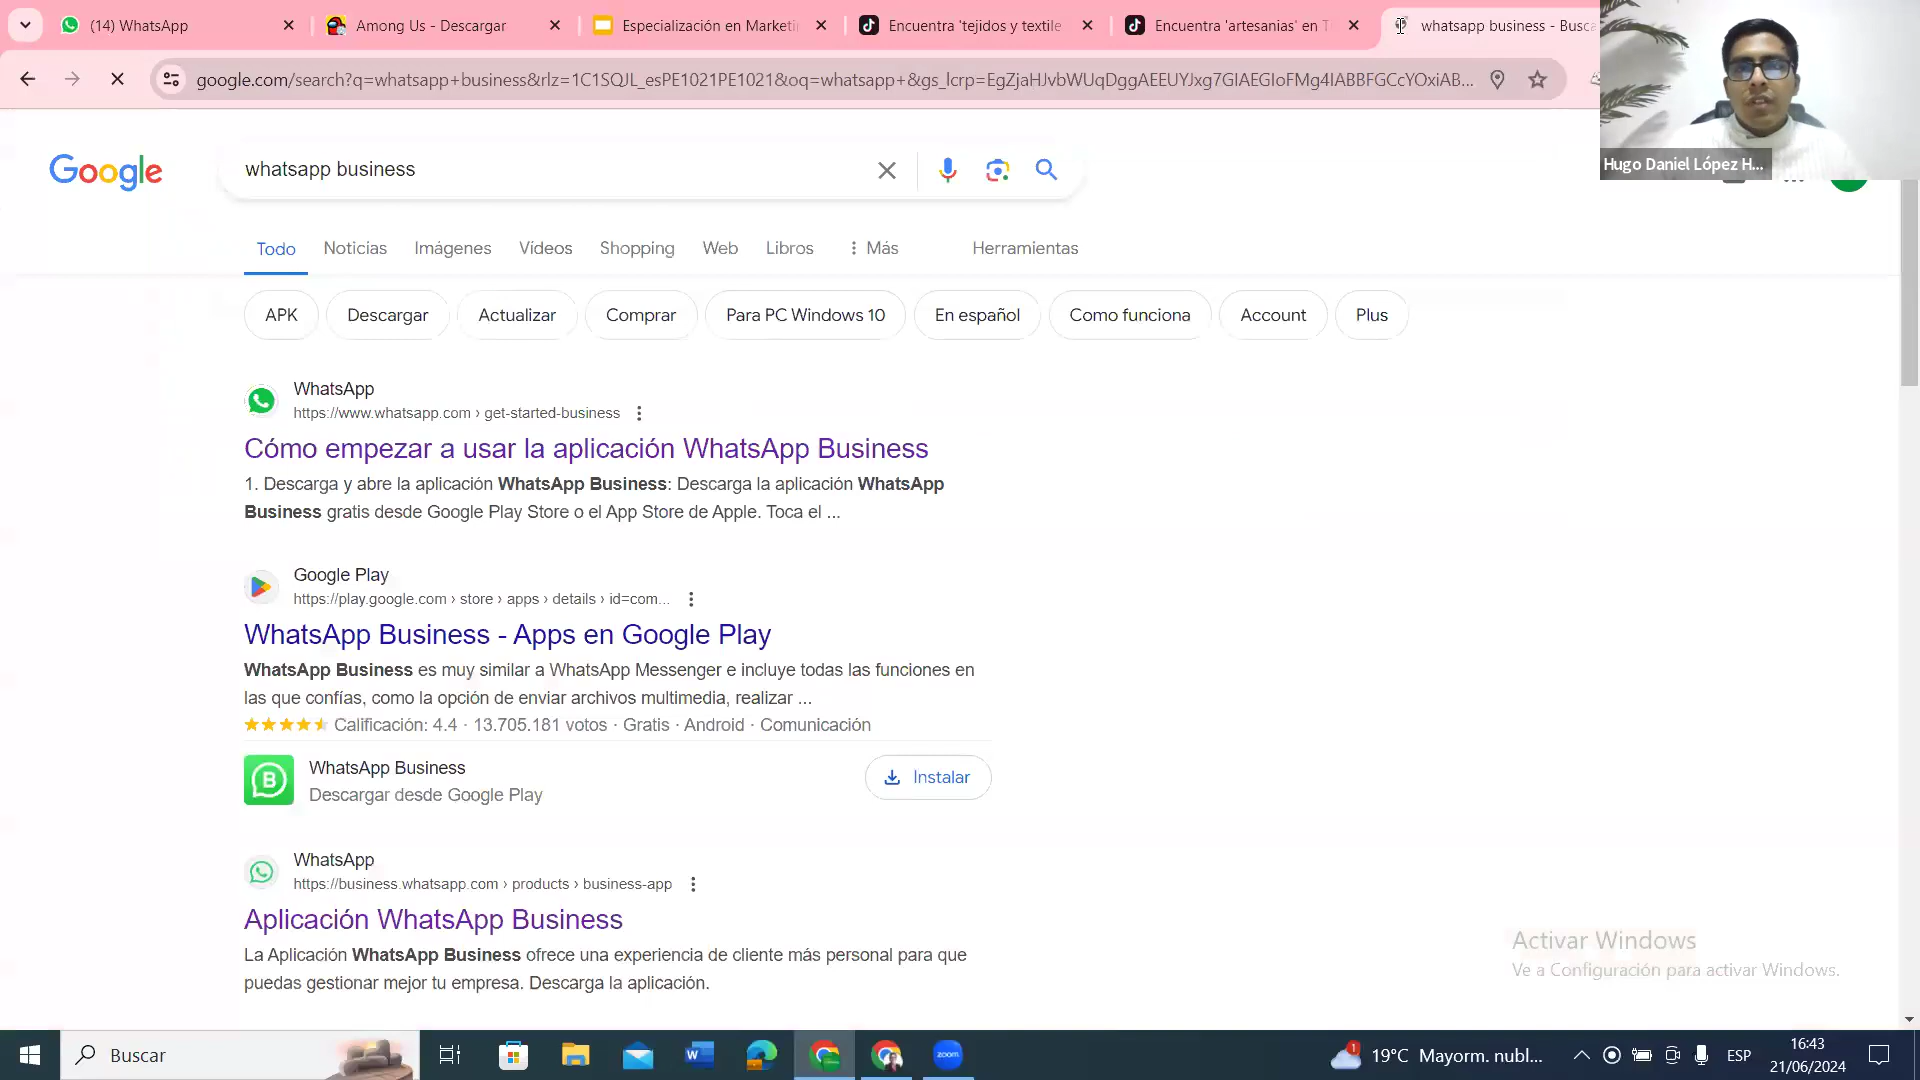 (14) WhatsApp
Among Us - Descargar
Especialización en Marketi
Encuentra 'tejidos y textile
Encuentra 'artesanias' en T
whatsapp business - Busca
google.com/search?q=whatsapp+business&rlz=1C1SQJL_esPE1021PE1021&oq=whatsapp+&gs_lcrp=EgZjaHJvbWUqDggAEEUYJxg7GIAEGIoFMg4IABBFGCcYOxiAB...
Hugo Daniel López H...
Google
whatsapp business
Todo Noticias Imágenes Vídeos Shopping Web Libros Más Herramientas
APK Descargar Actualizar Comprar Para PC Windows 10 En español Como funciona Account Plus
WhatsApp
https://www.whatsapp.com › get-started-business
Cómo empezar a usar la aplicación WhatsApp Business
1. Descarga y abre la aplicación WhatsApp Business: Descarga la aplicación WhatsApp
Business gratis desde Google Play Store o el App Store de Apple. Toca el ...
Google Play
https://play.google.com › store › apps › details › id=com...
WhatsApp Business - Apps en Google Play
WhatsApp Business es muy similar a WhatsApp Messenger e incluye todas las funciones en
las que confías, como la opción de enviar archivos multimedia, realizar ...
Calificación: 4.4 · 13.705.181 votos · Gratis · Android · Comunicación
WhatsApp Business
Descargar desde Google Play
Instalar
WhatsApp
https://business.whatsapp.com › products › business-app
Aplicación WhatsApp Business
La Aplicación WhatsApp Business ofrece una experiencia de cliente más personal para que
puedas gestionar mejor tu empresa. Descarga la aplicación.
Activar Windows
Ve a Configuración para activar Windows.
Buscar
zoom
1
19°C Mayorm. nubl...
ESP
16:43
21/06/2024